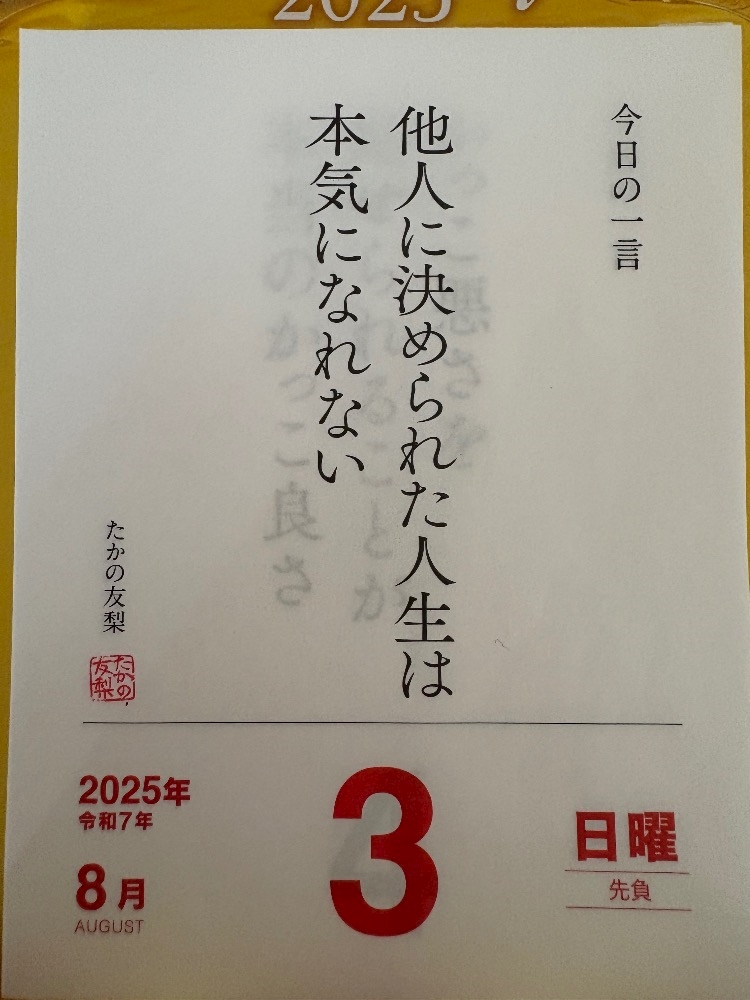 2025
今日の一言
他人に決められた人生は
本気になれない
たかの友梨
たかの
友梨
2025年
令和7年
8月
AUGUST
3
日曜
先負